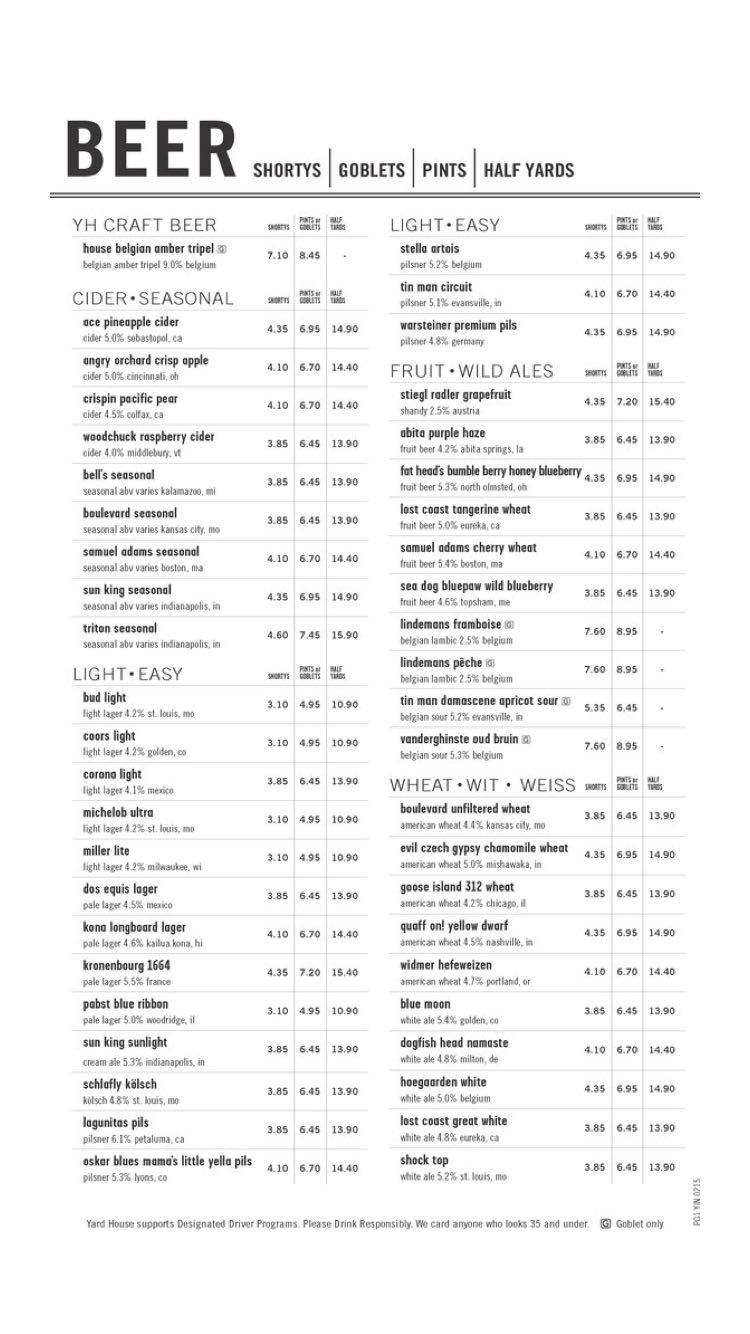 BEER SHORTYS | GOBLETS | PINTS | HALF YARDS
YH CRAFT BEER SHORTYS PINTS or GOBLETS HALF YARDS
house belgian amber tripel G 7.10 8.45 -
belgian amber tripel 9.0% belgium
CIDER • SEASONAL SHORTYS PINTS or GOBLETS HALF YARDS
ace pineapple cider 4.35 6.95 14.90
cider 5.0% sebastopol, ca
angry orchard crisp apple 4.10 6.70 14.40
cider 5.0% cincinnati, oh
crispin pacific pear 4.10 6.70 14.40
cider 4.5% colfax, ca
woodchuck raspberry cider 3.85 6.45 13.90
cider 4.0% middlebury, vt
bell's seasonal 3.85 6.45 13.90
seasonal abv varies kalamazoo, mi
boulevard seasonal 3.85 6.45 13.90
seasonal abv varies kansas city, mo
samuel adams seasonal 4.10 6.70 14.40
seasonal abv varies boston, ma
sun king seasonal 4.35 6.95 14.90
seasonal abv varies indianapolis, in
triton seasonal 4.60 7.45 15.90
seasonal abv varies indianapolis, in
LIGHT • EASY SHORTYS PINTS or GOBLETS HALF YARDS
bud light 3.10 4.95 10.90
light lager 4.2% st. louis, mo
coors light 3.10 4.95 10.90
light lager 4.2% golden, co
corona light 3.85 6.45 13.90
light lager 4.1% mexico
michelob ultra 3.10 4.95 10.90
light lager 4.2% st. louis, mo
miller lite 3.10 4.95 10.90
light lager 4.2% milwaukee, wi
dos equis lager 3.85 6.45 13.90
pale lager 4.5% mexico
kona longboard lager 4.10 6.70 14.40
pale lager 4.6% kailua kona, hi
kronenbourg 1664 4.35 7.20 15.40
pale lager 5.5% france
pabst blue ribbon 3.10 4.95 10.90
pale lager 5.0% woodridge, il
sun king sunlight 3.85 6.45 13.90
cream ale 5.3% indianapolis, in
schlafly kölsch 3.85 6.45 13.90
kölsch 4.8% st. louis, mo
lagunitas pils 3.85 6.45 13.90
pilsner 6.1% petaluma, ca
oskar blues mama's little yella pils 4.10 6.70 14.40
pilsner 5.3% lyons, co
LIGHT • EASY SHORTYS PINTS or GOBLETS HALF YARDS
stella artois 4.35 6.95 14.90
pilsner 5.2% belgium
tin man circuit 4.10 6.70 14.40
pilsner 5.1% evansville, in
warsteiner premium pils 4.35 6.95 14.90
pilsner 4.8% germany
FRUIT • WILD ALES SHORTYS PINTS or GOBLETS HALF YARDS
stiegl radler grapefruit 4.35 7.20 15.40
shandy 2.5% austria
abita purple haze 3.85 6.45 13.90
fruit beer 4.2% abita springs, la
fat head's bumble berry honey blueberry 4.35 6.95 14.90
fruit beer 5.3% north olmsted, oh
lost coast tangerine wheat 3.85 6.45 13.90
fruit beer 5.0% eureka, ca
samuel adams cherry wheat 4.10 6.70 14.40
fruit beer 5.4% boston, ma
sea dog bluepaw wild blueberry 3.85 6.45 13.90
fruit beer 4.6% topsham, me
lindemans framboise G 7.60 8.95 -
belgian lambic 2.5% belgium
lindemans pêche G 7.60 8.95 -
belgian lambic 2.5% belgium
tin man damascene apricot sour G 5.35 6.45 -
belgian sour 5.2% evansville, in
vanderghinste oud bruin G 7.60 8.95 -
belgian sour 5.3% belgium
WHEAT • WIT • WEISS SHORTYS PINTS or GOBLETS HALF YARDS
boulevard unfiltered wheat 3.85 6.45 13.90
american wheat 4.4% kansas city, mo
evil czech gypsy chamomile wheat 4.35 6.95 14.90
american wheat 5.0% mishawaka, in
goose island 312 wheat 3.85 6.45 13.90
american wheat 4.2% chicago, il
quaff on! yellow dwarf 4.35 6.95 14.90
american wheat 4.5% nashville, in
widmer hefeweizen 4.10 6.70 14.40
american wheat 4.7% portland, or
blue moon 3.85 6.45 13.90
white ale 5.4% golden, co
dogfish head namaste 4.10 6.70 14.40
white ale 4.8% milton, de
hoegaarden white 4.35 6.95 14.90
white ale 5.0% belgium
lost coast great white 3.85 6.45 13.90
white ale 4.8% eureka, ca
shock top 3.85 6.45 13.90
white ale 5.2% st. louis, mo
Yard House supports Designated Driver Programs. Please Drink Responsibly. We card anyone who looks 35 and under. G Goblet only
PG1 YIN 0215